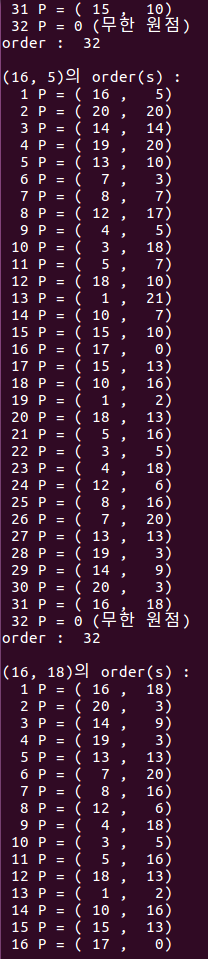 31 P = ( 15 ,  10)
32 P = 0 (무한 원점)
order :  32
(16, 5)의 order(s) :
1 P = ( 16 ,   5)
2 P = ( 20 ,  20)
3 P = ( 14 ,  14)
4 P = ( 19 ,  20)
5 P = ( 13 ,  10)
6 P = (  7 ,   3)
7 P = (  8 ,   7)
8 P = ( 12 ,  17)
9 P = (  4 ,   5)
10 P = (  3 ,  18)
11 P = (  5 ,   7)
12 P = ( 18 ,  10)
13 P = (  1 ,  21)
14 P = ( 10 ,   7)
15 P = ( 15 ,  10)
16 P = ( 17 ,   0)
17 P = ( 15 ,  13)
18 P = ( 10 ,  16)
19 P = (  1 ,   2)
20 P = ( 18 ,  13)
21 P = (  5 ,  16)
22 P = (  3 ,   5)
23 P = (  4 ,  18)
24 P = ( 12 ,   6)
25 P = (  8 ,  16)
26 P = (  7 ,  20)
27 P = ( 13 ,  13)
28 P = ( 19 ,   3)
29 P = ( 14 ,   9)
30 P = ( 20 ,   3)
31 P = ( 16 ,  18)
32 P = 0 (무한 원점)
order :  32
(16, 18)의 order(s) :
1 P = ( 16 ,  18)
2 P = ( 20 ,   3)
3 P = ( 14 ,   9)
4 P = ( 19 ,   3)
5 P = ( 13 ,  13)
6 P = (  7 ,  20)
7 P = (  8 ,  16)
8 P = ( 12 ,   6)
9 P = (  4 ,  18)
10 P = (  3 ,   5)
11 P = (  5 ,  16)
12 P = ( 18 ,  13)
13 P = (  1 ,   2)
14 P = ( 10 ,  16)
15 P = ( 15 ,  13)
16 P = ( 17 ,   0)